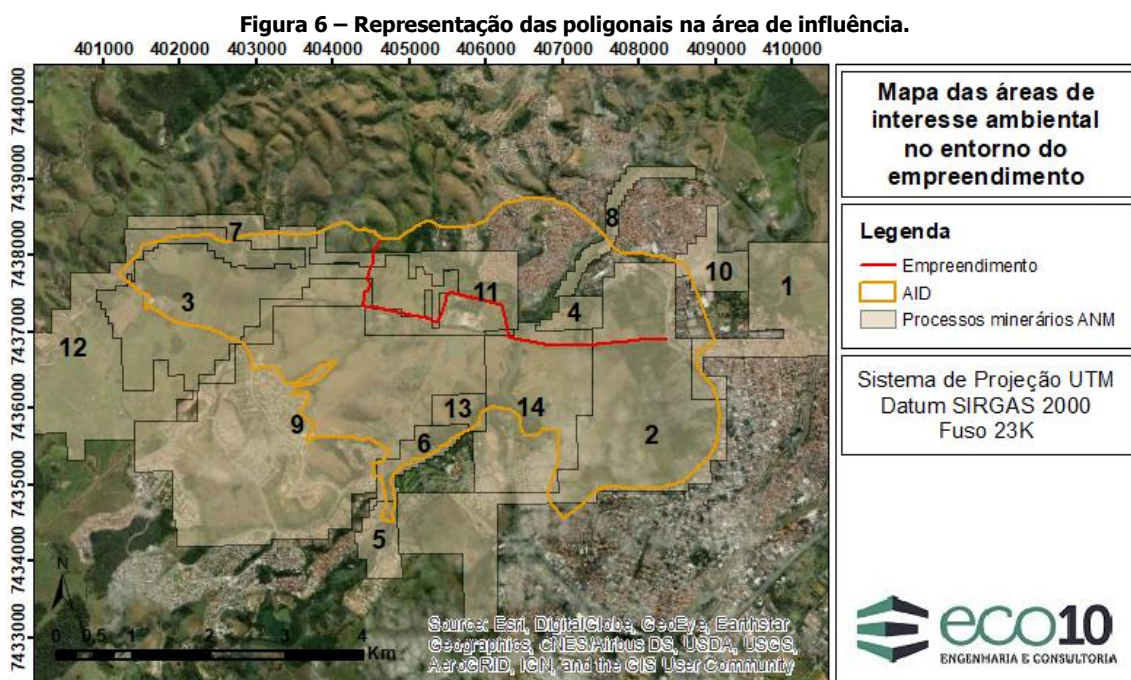 Figura 6 – Representação das poligonais na área de influência.
401000 402000 403000 404000 405000 406000 407000 408000 409000 410000
7440000
7439000
7438000
7437000
7436000
7435000
7434000
7433000
8
7
10
1
11
3
4
12
13
14
9
6
2
5
N
0 0,5 1 2 3 4
Km
Source: Esri, DigitalGlobe, GeoEye, Earthstar
Geographics, CNES/Airbus DS, USDA, USGS,
AeroGRID, IGN, and the GIS User Community
Mapa das áreas de
interesse ambiental
no entorno do
empreendimento
Legenda
Empreendimento
AID
Processos minerários ANM
Sistema de Projeção UTM
Datum SIRGAS 2000
Fuso 23K
eco10
ENGENHARIA E CONSULTORIA